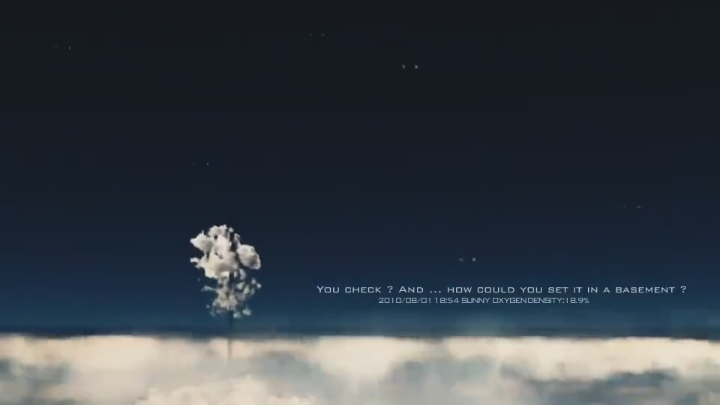 You check ? And ... how could you set it in a basement ?
2010/08/01 18:54 SUNNY OXYGENDENSITY:18.9%